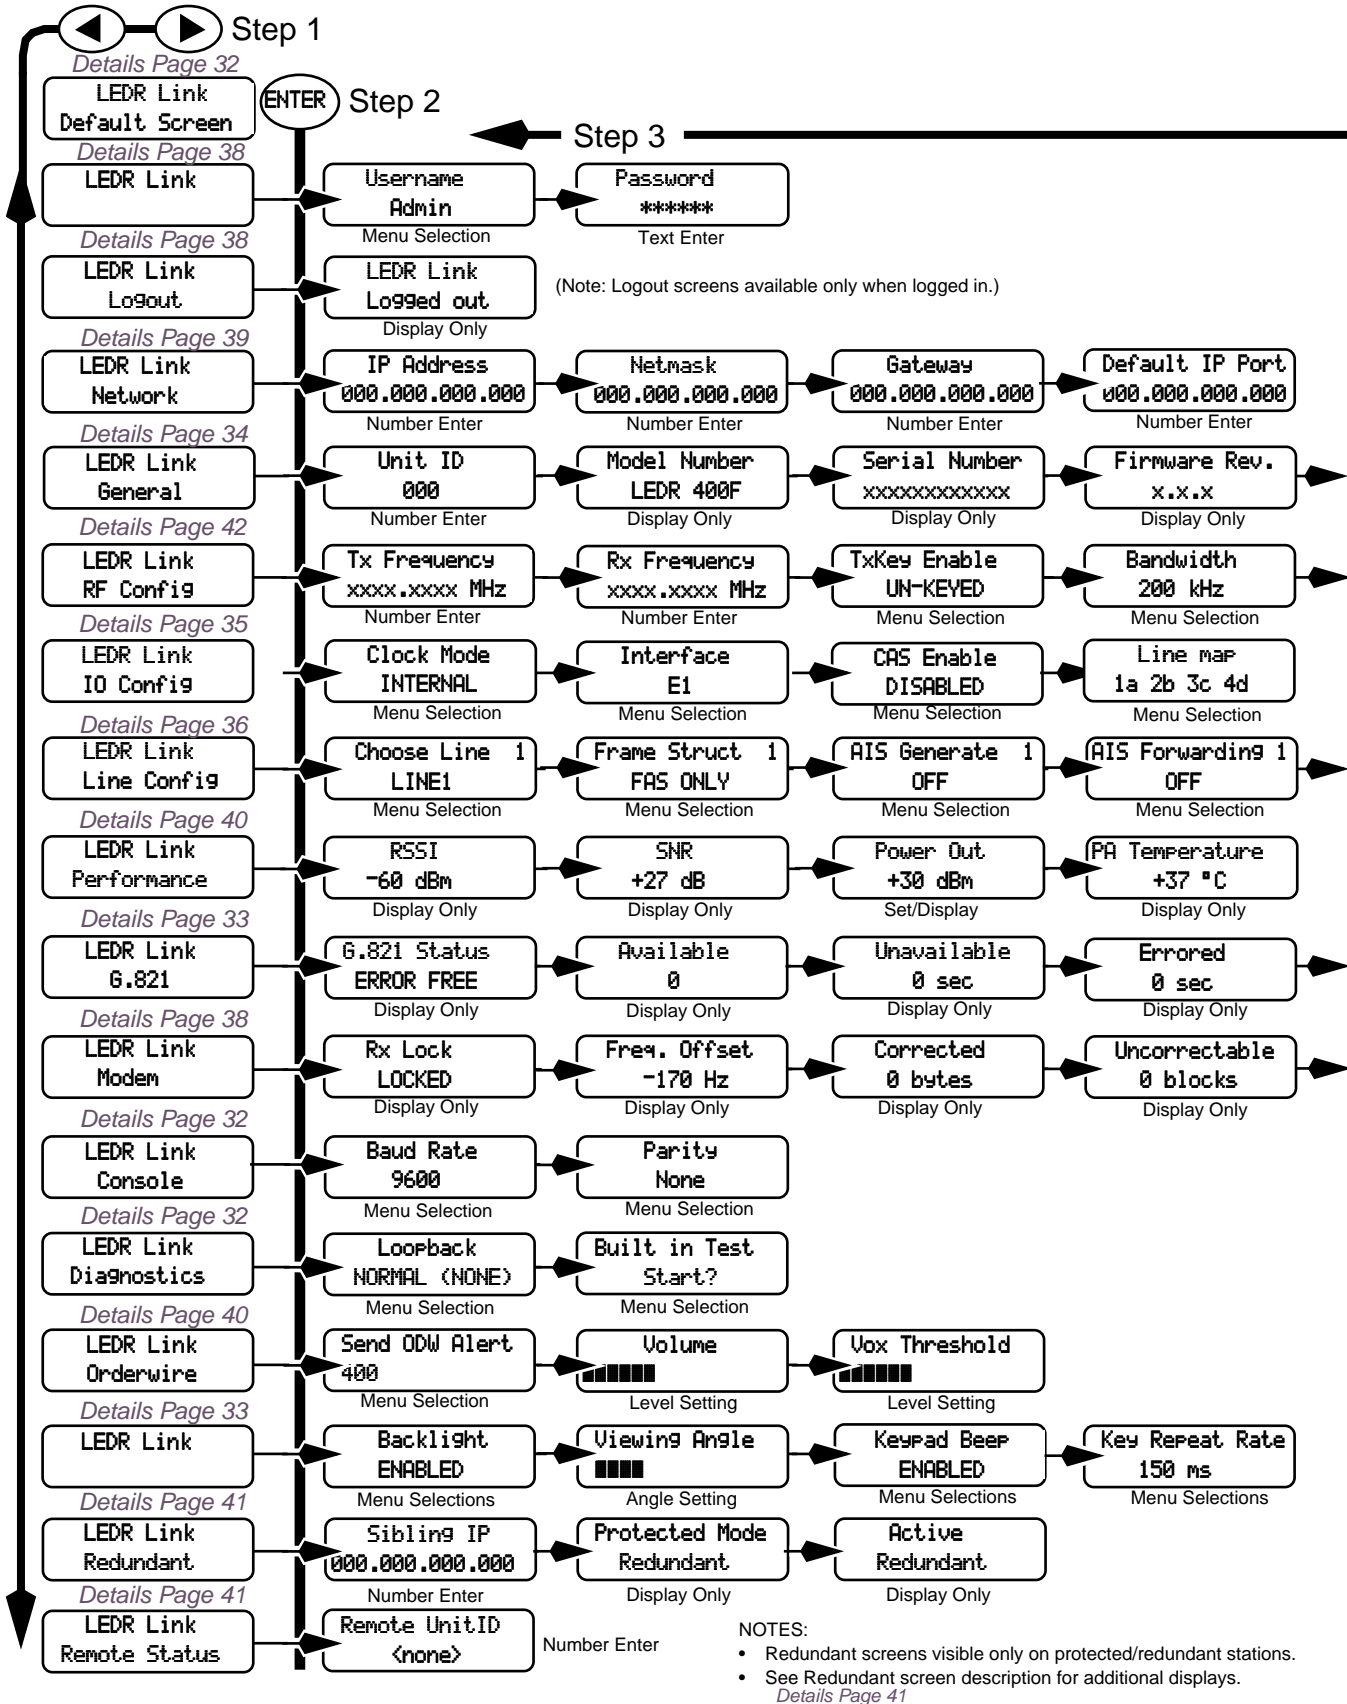 Step 1
Details Page 32
LEDR Link
Default Screen
ENTER
Step 2
Step 3
Details Page 38
LEDR Link
Username
Admin
Menu Selection
Password
******
Text Enter
Details Page 38
LEDR Link
Logout
LEDR Link
Logged out
Display Only
(Note: Logout screens available only when logged in.)
Details Page 39
LEDR Link
Network
IP Address
000.000.000.000
Number Enter
Netmask
000.000.000.000
Number Enter
Gateway
000.000.000.000
Number Enter
Default IP Port
000.000.000.000
Number Enter
Details Page 34
LEDR Link
General
Unit ID
000
Number Enter
Model Number
LEDR 400F
Display Only
Serial Number
xxxxxxxxxxxx
Display Only
Firmware Rev.
x.x.x
Display Only
Details Page 42
LEDR Link
RF Config
Tx Frequency
xxxx.xxxx MHz
Number Enter
Rx Frequency
xxxx.xxxx MHz
Number Enter
TxKey Enable
UN-KEYED
Menu Selection
Bandwidth
200 kHz
Menu Selection
Details Page 35
LEDR Link
IO Config
Clock Mode
INTERNAL
Menu Selection
Interface
E1
Menu Selection
CAS Enable
DISABLED
Menu Selection
Line map
1a 2b 3c 4d
Menu Selection
Details Page 36
LEDR Link
Line Config
Choose Line 1
LINE1
Menu Selection
Frame Struct 1
FAS ONLY
Menu Selection
AIS Generate 1
OFF
Menu Selection
AIS Forwarding 1
OFF
Menu Selection
Details Page 40
LEDR Link
Performance
RSSI
-60 dBm
Display Only
SNR
+27 dB
Display Only
Power Out
+30 dBm
Set/Display
PA Temperature
+37 °C
Display Only
Details Page 33
LEDR Link
G.821
G.821 Status
ERROR FREE
Display Only
Available
0
Display Only
Unavailable
0 sec
Display Only
Errored
0 sec
Display Only
Details Page 38
LEDR Link
Modem
Rx Lock
LOCKED
Display Only
Freq. Offset
-170 Hz
Display Only
Corrected
0 bytes
Display Only
Uncorrectable
0 blocks
Display Only
Details Page 32
LEDR Link
Console
Baud Rate
9600
Menu Selection
Parity
None
Menu Selection
Details Page 32
LEDR Link
Diagnostics
Loopback
NORMAL (NONE)
Menu Selection
Built in Test
Start?
Menu Selection
Details Page 40
LEDR Link
Orderwire
Send ODW Alert
400
Menu Selection
Volume
Level Setting
Vox Threshold
Level Setting
Details Page 33
LEDR Link
Backlight
ENABLED
Menu Selections
Viewing Angle
Angle Setting
Keypad Beep
ENABLED
Menu Selections
Key Repeat Rate
150 ms
Menu Selections
Details Page 41
LEDR Link
Redundant
Sibling IP
000.000.000.000
Number Enter
Protected Mode
Redundant
Display Only
Active
Redundant
Display Only
Details Page 41
LEDR Link
Remote Status
Remote UnitID
<none>
Number Enter
NOTES:
• Redundant screens visible only on protected/redundant stations.
• See Redundant screen description for additional displays.
Details Page 41